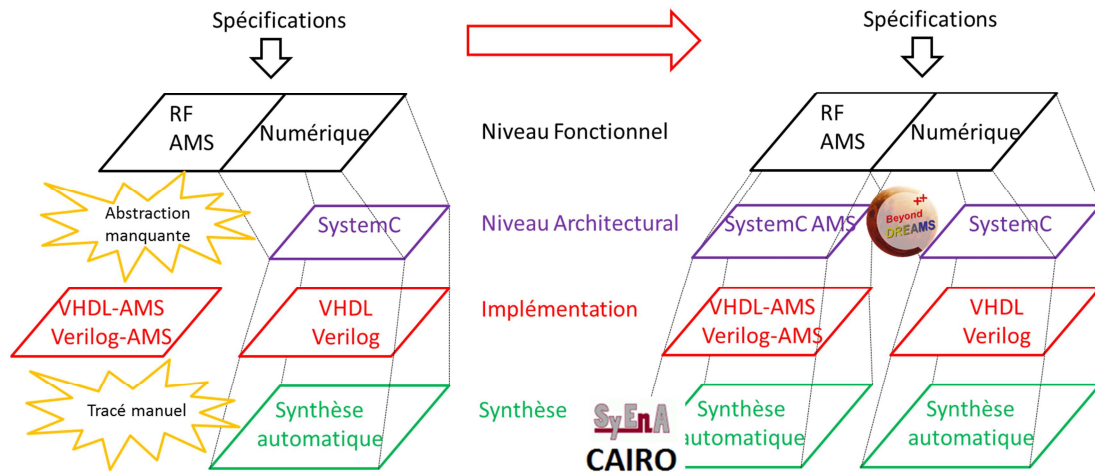 Spécifications
Spécifications
RF
AMS
Numérique
Niveau Fonctionnel
RF
AMS
Numérique
Abstraction
manquante
SystemC
Niveau Architectural
SystemC AMS
++
Beyond
DREAMS
SystemC
VHDL-AMS
Verilog-AMS
VHDL
Verilog
Implémentation
VHDL-AMS
Verilog-AMS
VHDL
Verilog
Tracé manuel
Synthèse
automatique
Synthèse
SyEnA
CAIRO
Synthèse
automatique
Synthèse
automatique